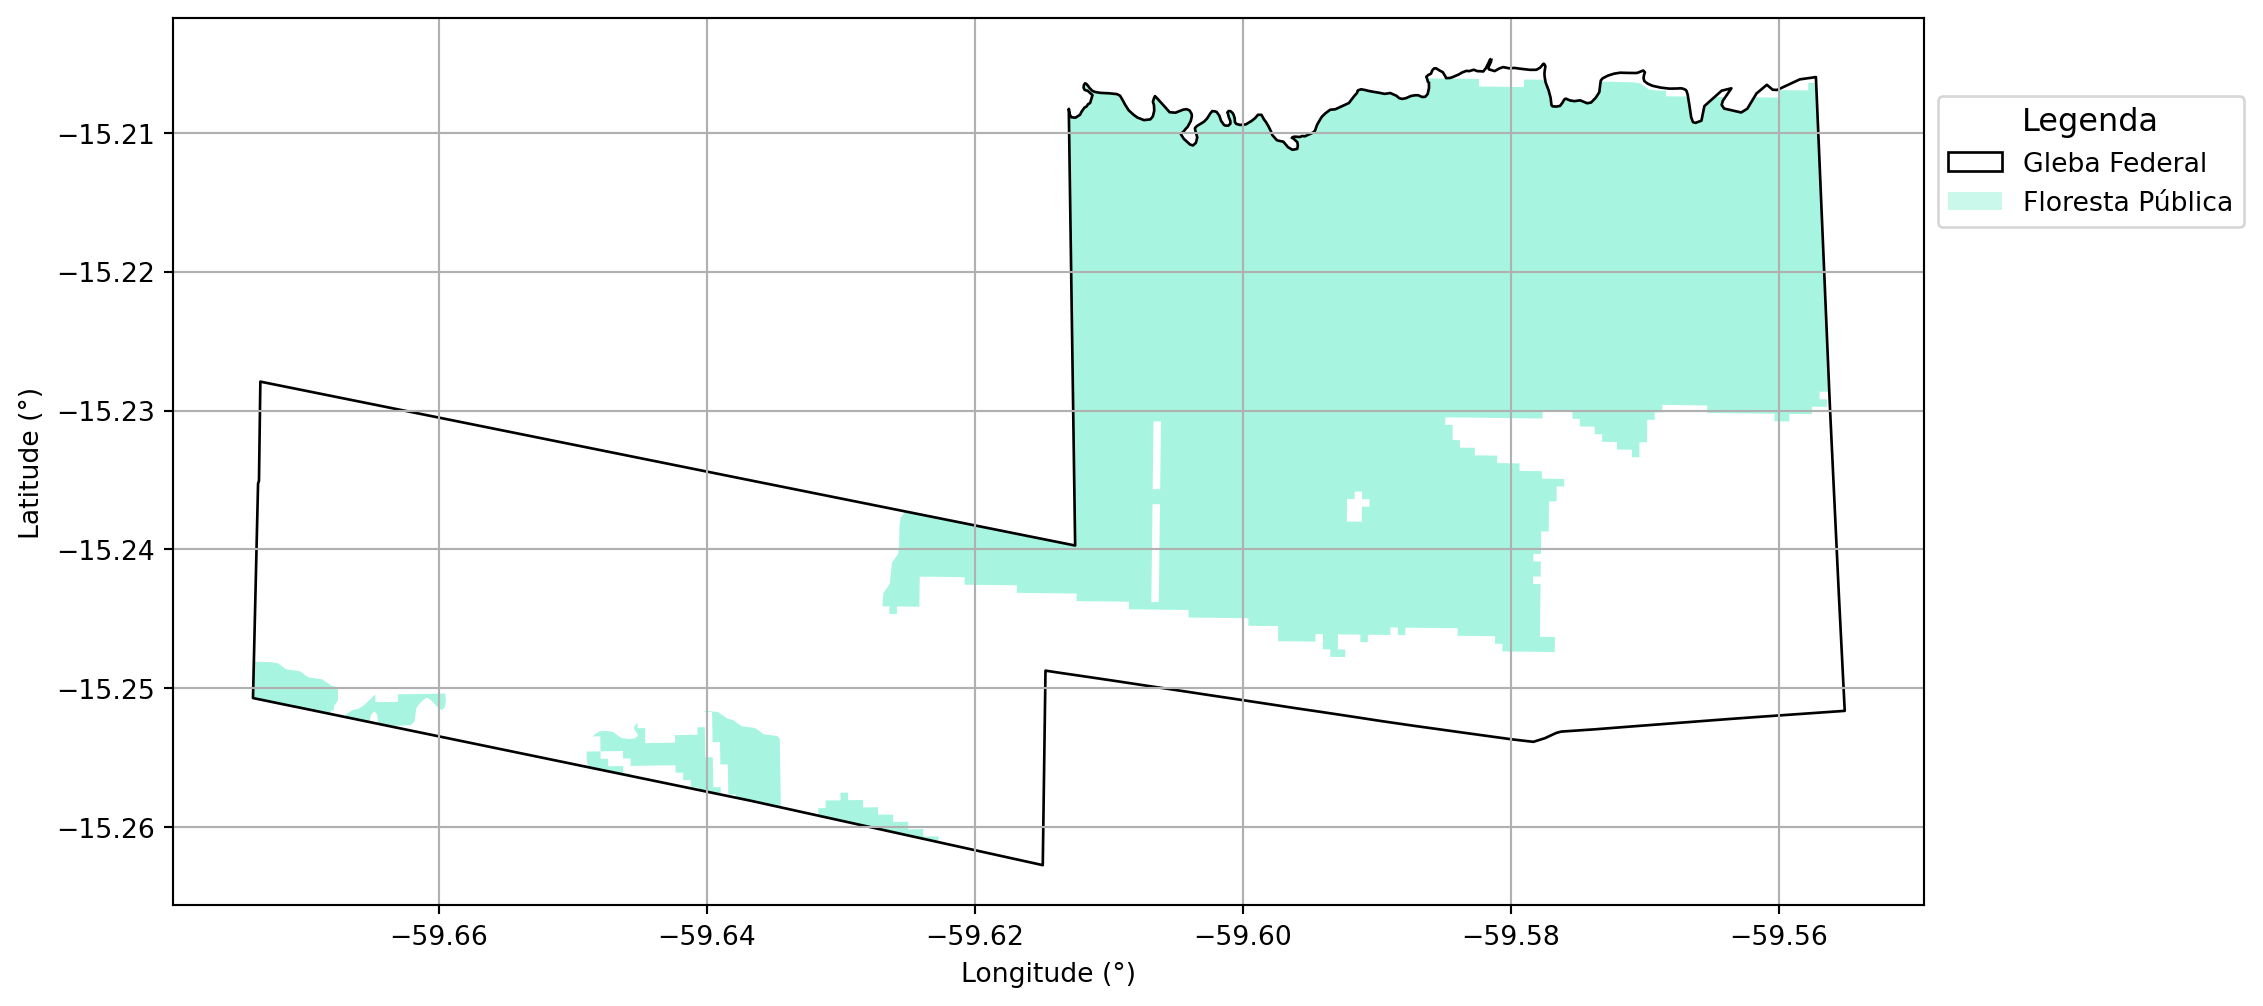 Legenda
Gleba Federal
Floresta Pública
Latitude (°)
−15.21
−15.22
−15.23
−15.24
−15.25
−15.26
−59.66
−59.64
−59.62
−59.60
−59.58
−59.56
Longitude (°)